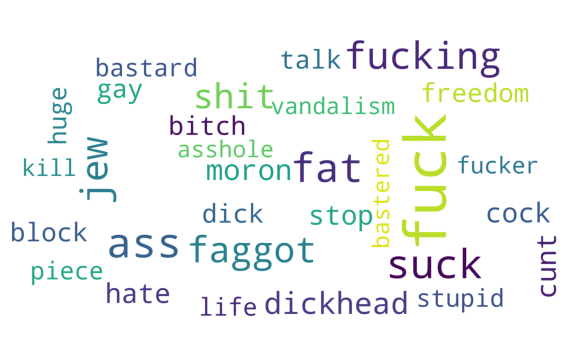 fucking
talk
bastard
gay
shit
freedom
vandalism
huge
bitch
fuck
asshole
bastered
jew
kill
moron
fat
fucker
dick
stop
cock
block
ass
faggot
suck
cunt
piece
hate
life
dickhead
stupid